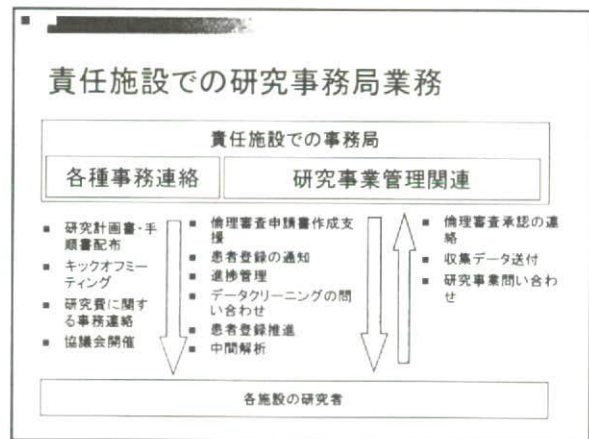 責任施設での研究事務局業務
責任施設での事務局
各種事務連絡
研究事業管理関連
■ 研究計画書・手
順書配布
■ キックオフミー
ティング
■ 研究費に関す
る事務連絡
■ 協議会開催
■ 倫理審査申請書作成支
援
■ 患者登録の通知
■ 進捗管理
■ データクリーニングの問
い合わせ
■ 患者登録推進
■ 中間解析
■ 倫理審査承認の連
絡
■ 収集データ送付
■ 研究事業問い合わ
せ
各施設の研究者